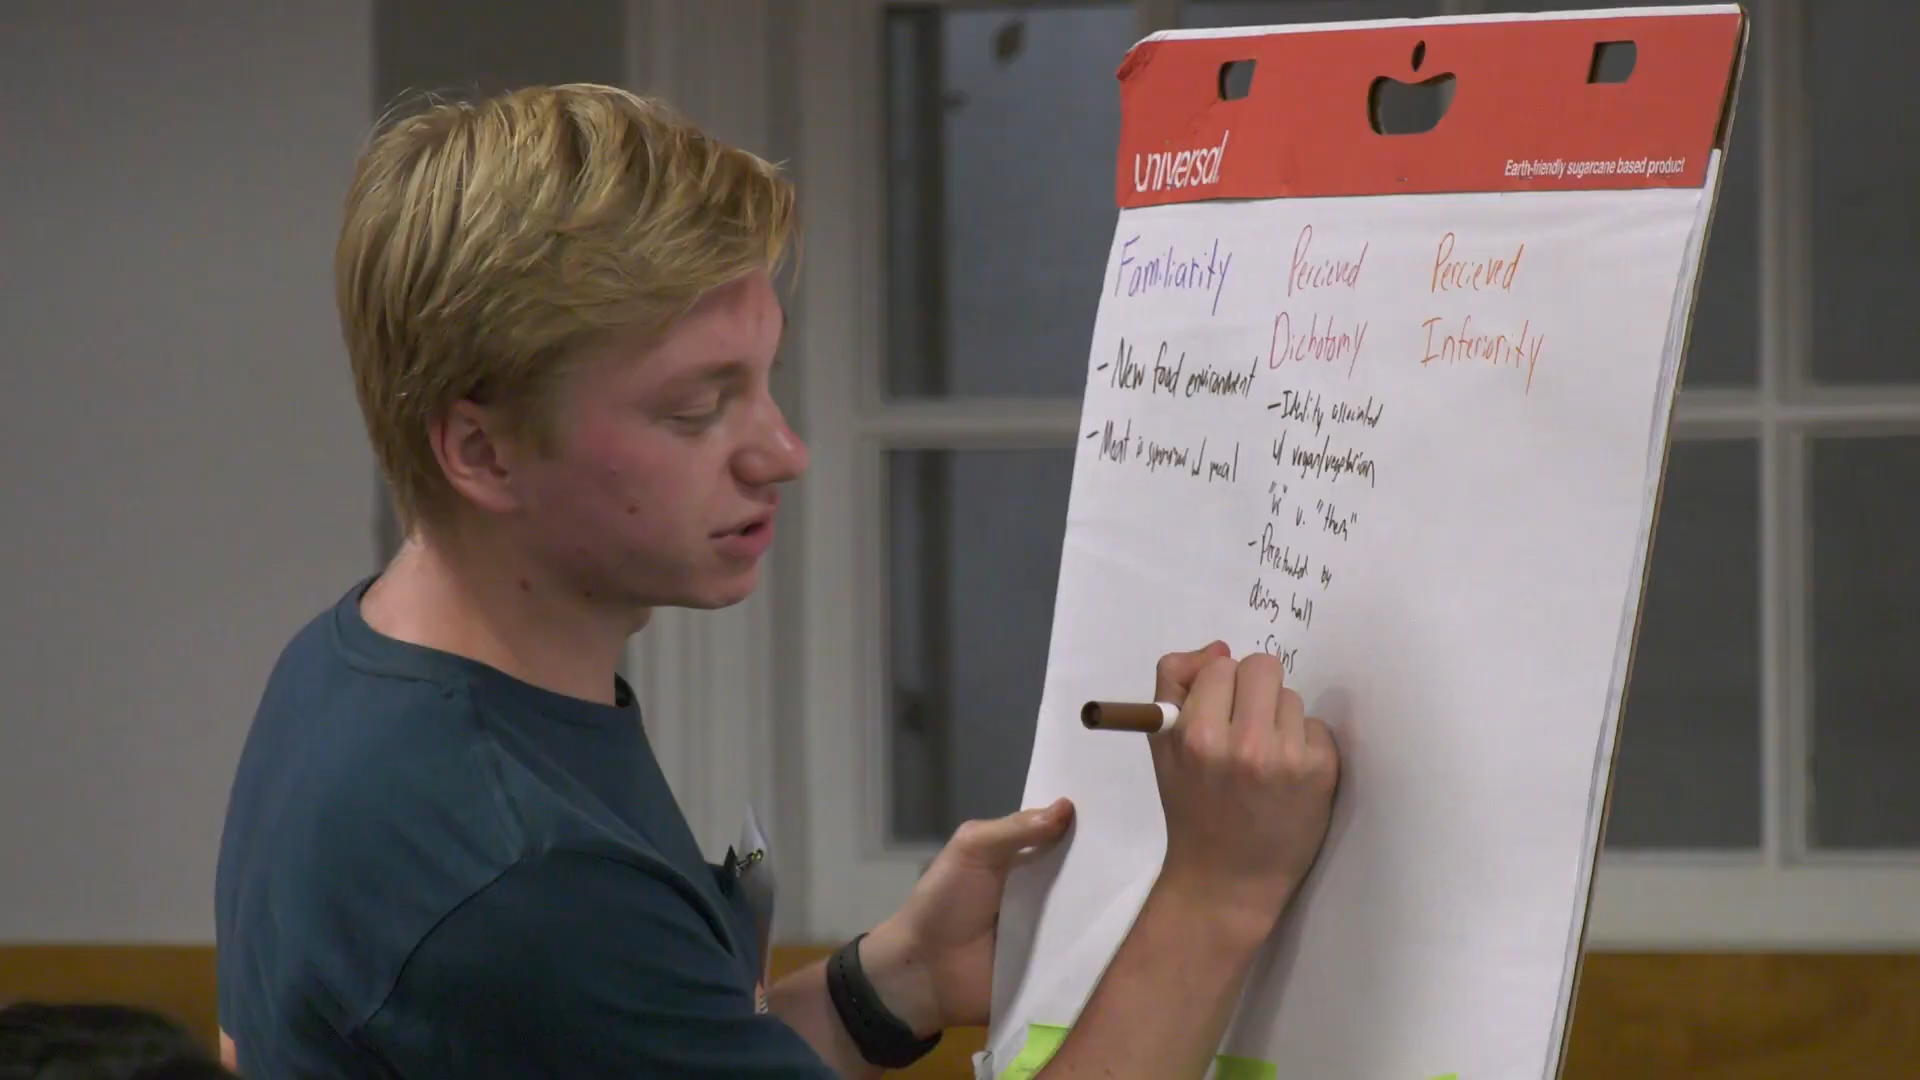 universal
Earth-friendly sugarcane based product
Familiarity
- New food environment
- Meat is synonymous w/ meal
Percieved
Dichotomy
- Identity associated
w/ vegan/vegetarian
"us" v. "them"
- Perpetuated by
dining hall
· Signs
Percieved
Inferiority